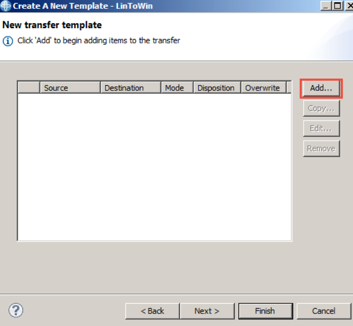 Create A New Template - LinToWin
New transfer template
Click 'Add' to begin adding items to the transfer
Source Destination Mode Disposition Overwrite
Add...
Copy...
Edit...
Remove
? < Back Next > Finish Cancel